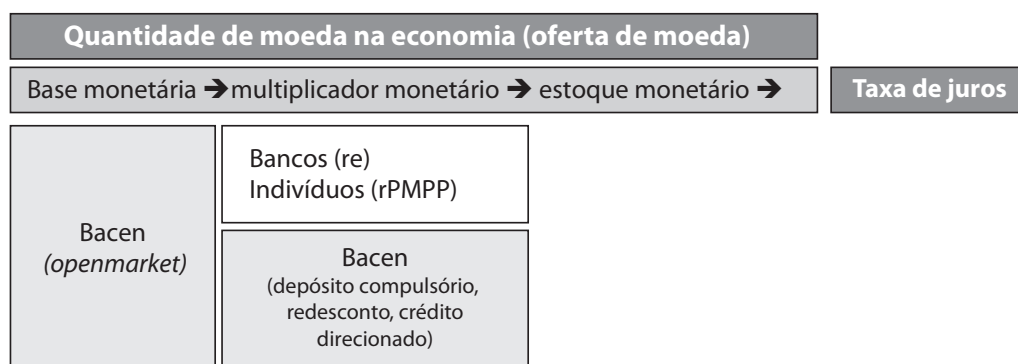 Quantidade de moeda na economia (oferta de moeda)
Base monetária ➔ multiplicador monetário ➔ estoque monetário ➔
Taxa de juros
Bacen
(openmarket)
Bancos (re)
Indivíduos (rPMPP)
Bacen
(depósito compulsório,
redesconto, crédito
direcionado)